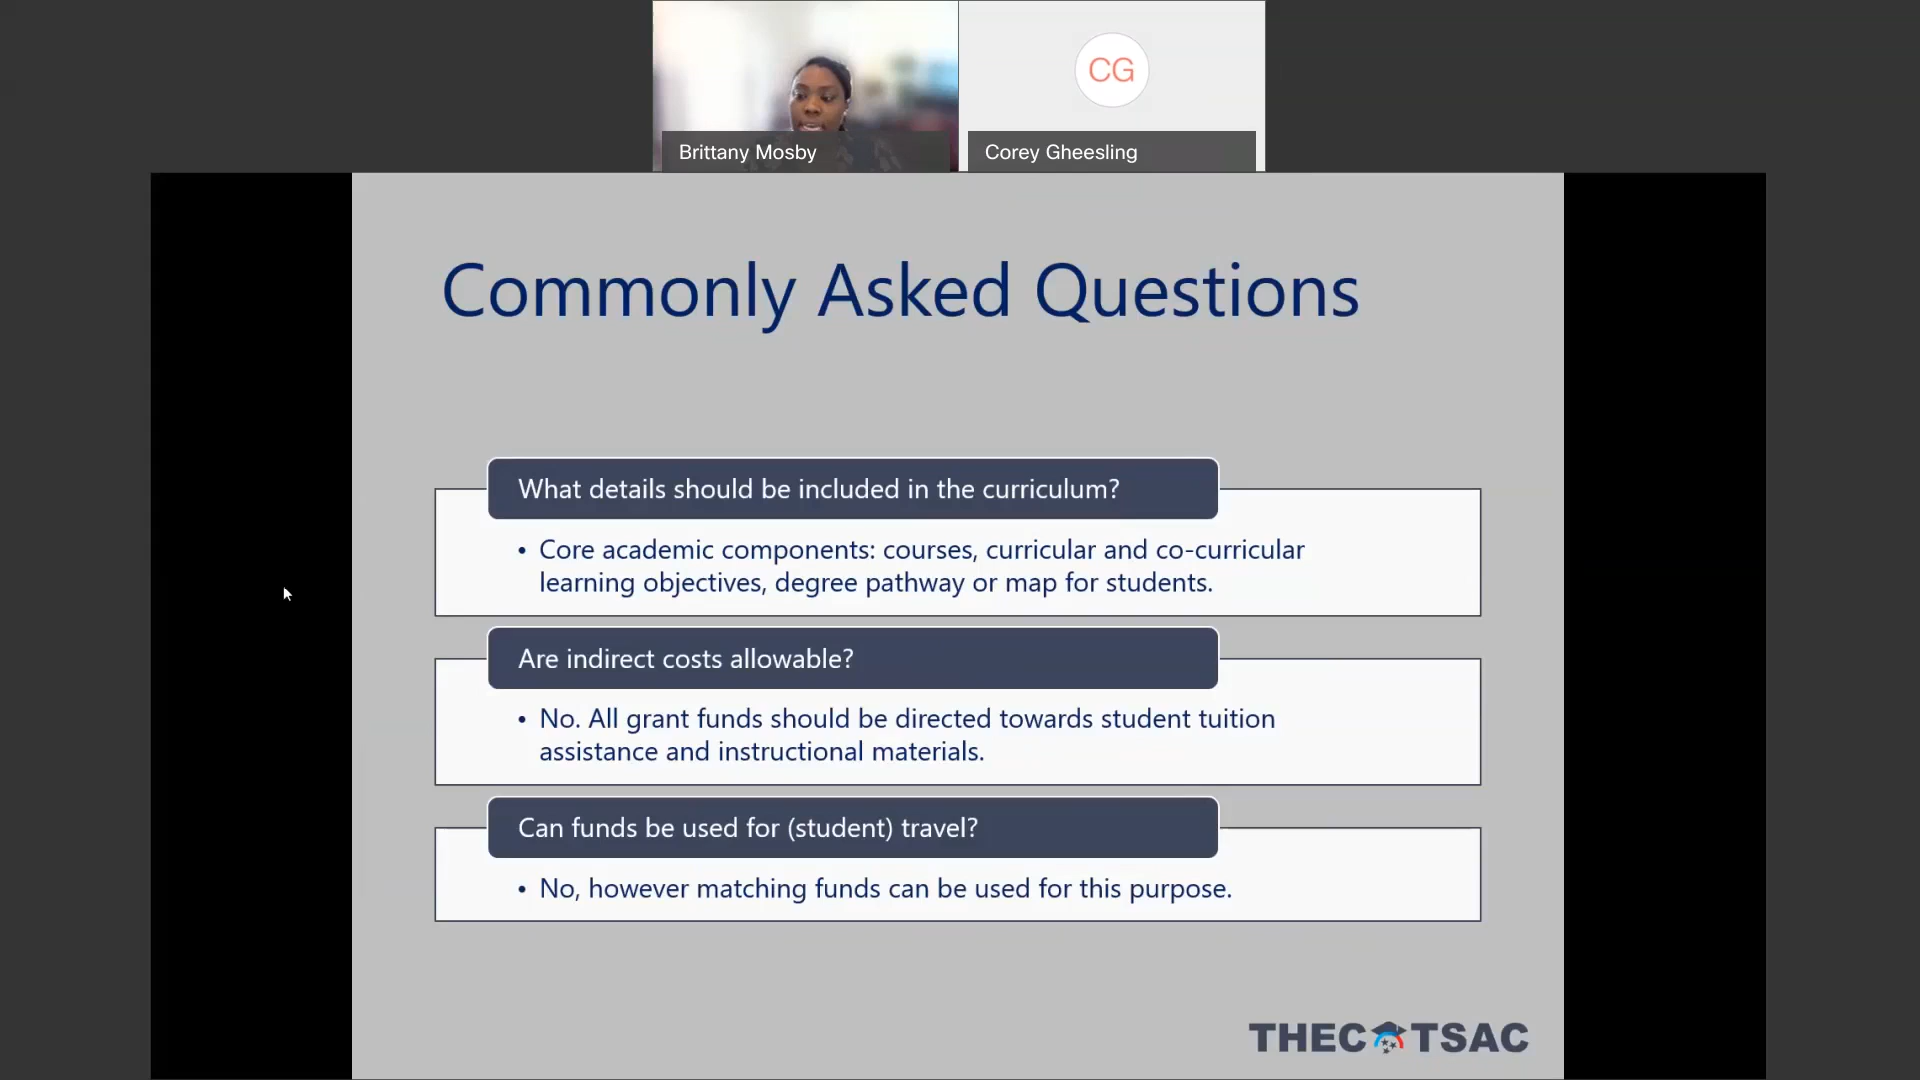 CG
Brittany Mosby
Corey Gheesling
Commonly Asked Questions
What details should be included in the curriculum?
• Core academic components: courses, curricular and co-curricular
learning objectives, degree pathway or map for students.
Are indirect costs allowable?
• No. All grant funds should be directed towards student tuition
assistance and instructional materials.
Can funds be used for (student) travel?
• No, however matching funds can be used for this purpose.
THEC TSAC